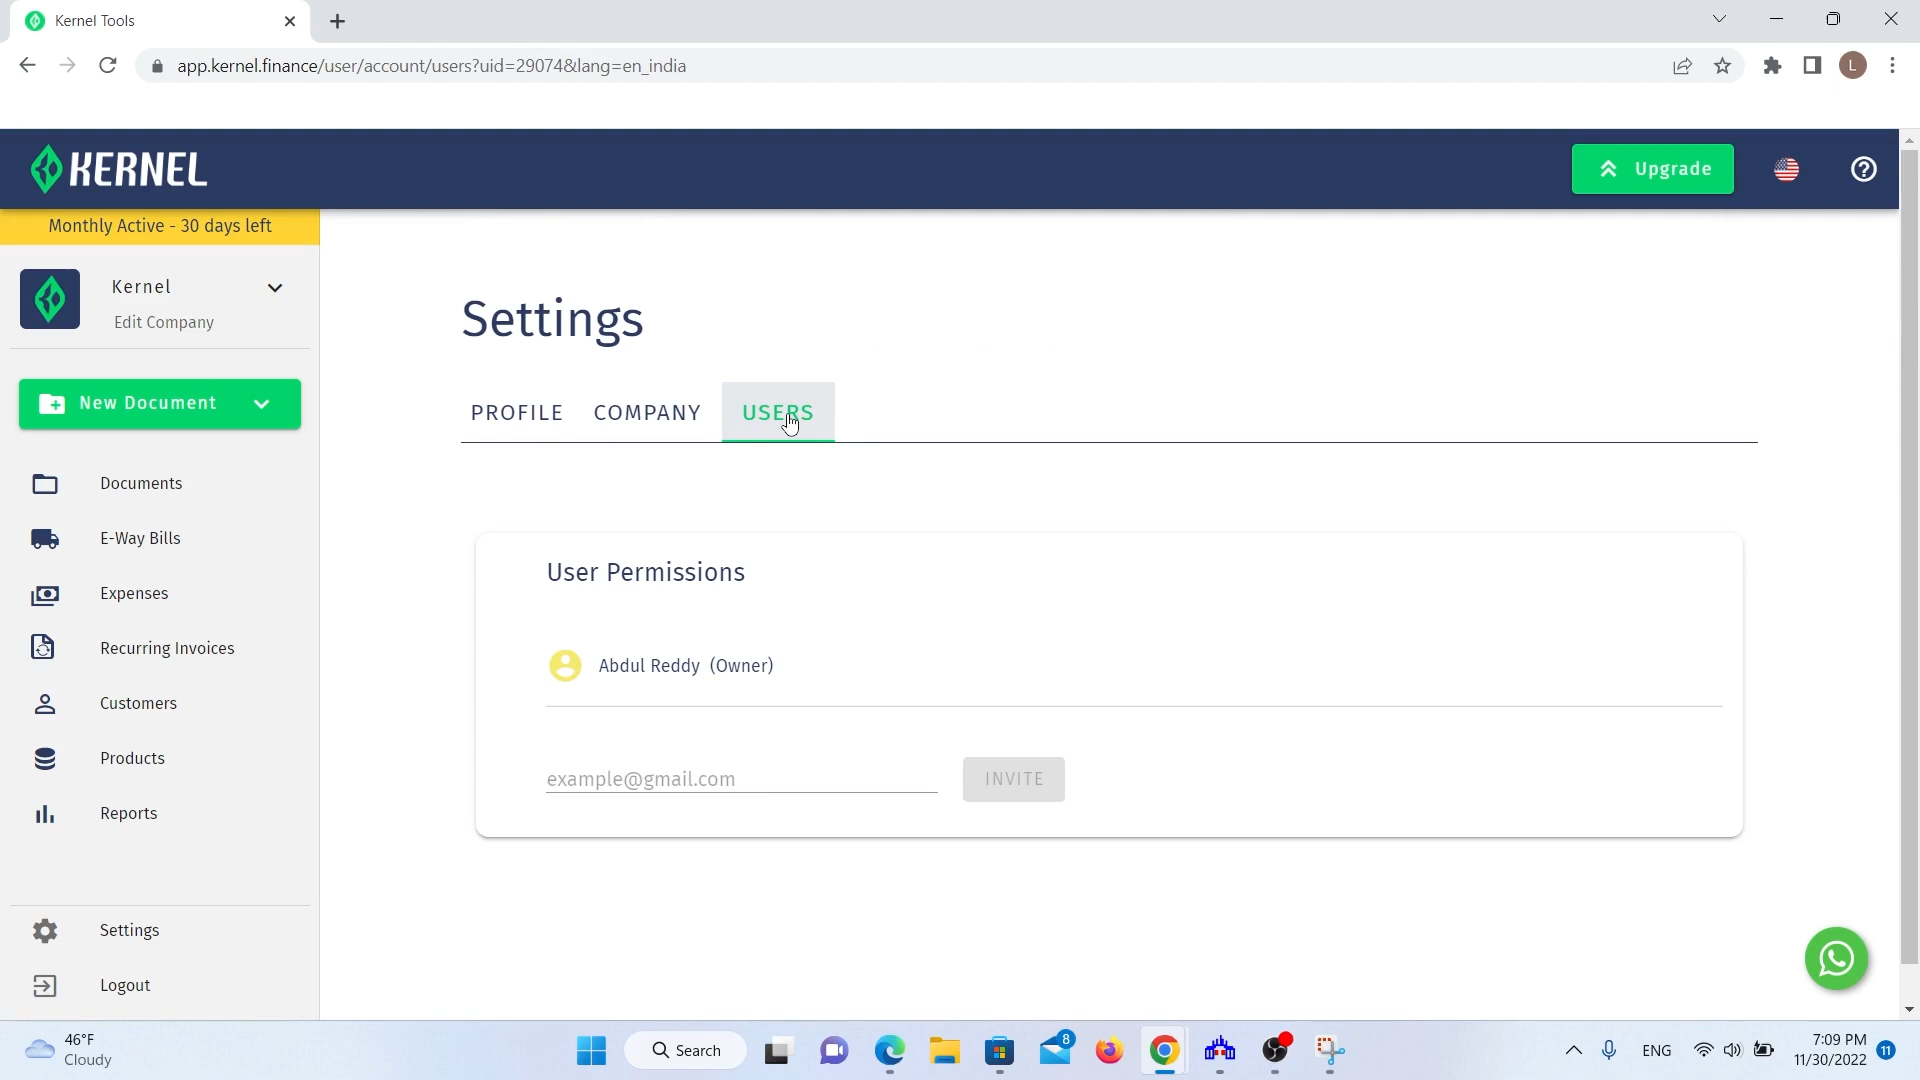 Kernel Tools
app.kernel.finance/user/account/users?uid=29074&lang=en_india
L
KERNEL
Upgrade
Monthly Active - 30 days left
Kernel
Edit Company
New Document
Documents
E-Way Bills
Expenses
Recurring Invoices
Customers
Products
Reports
Settings
Logout
Settings
PROFILE COMPANY USERS
User Permissions
Abdul Reddy (Owner)
example@gmail.com INVITE
46°F
Cloudy
Search
8
ENG
7:09 PM
11/30/2022
11